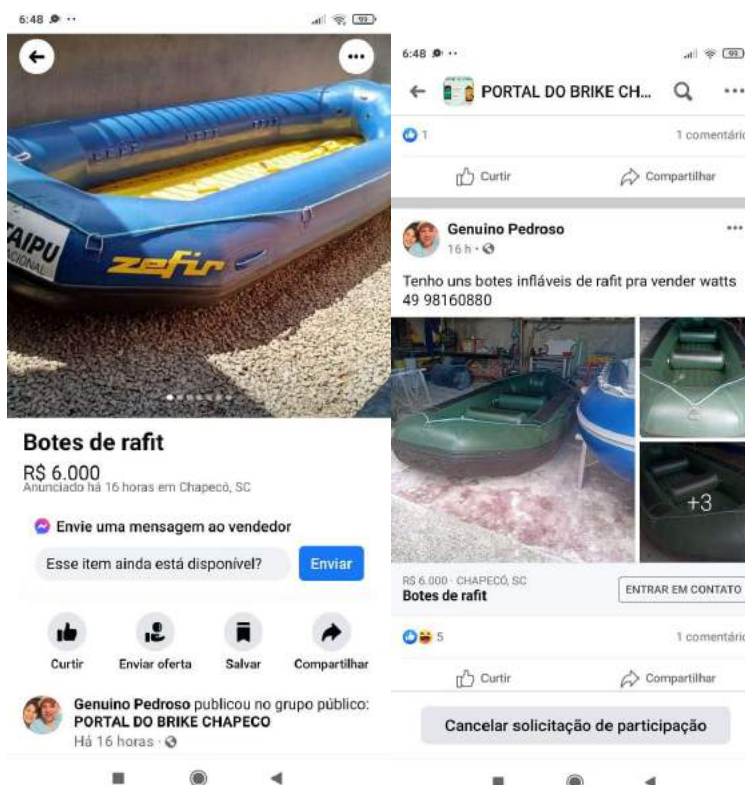 6:48
99
TAIPU
NACIONAL
zefir
Botes de rafit
R$ 6.000
Anunciado há 16 horas em Chapecó, SC
Envie uma mensagem ao vendedor
Esse item ainda está disponível?
Enviar
Curtir
Enviar oferta
Salvar
Compartilhar
Genuino Pedroso publicou no grupo público:
PORTAL DO BRIKE CHAPECO
Há 16 horas ·
6:48
99
PORTAL DO BRIKE CH...
1
1 comentário
Curtir
Compartilhar
Genuino Pedroso
16 h ·
Tenho uns botes infláveis de rafit pra vender watts
49 98160880
+3
R$ 6.000 · CHAPECÓ, SC
Botes de rafit
ENTRAR EM CONTATO
5
1 comentário
Curtir
Compartilhar
Cancelar solicitação de participação